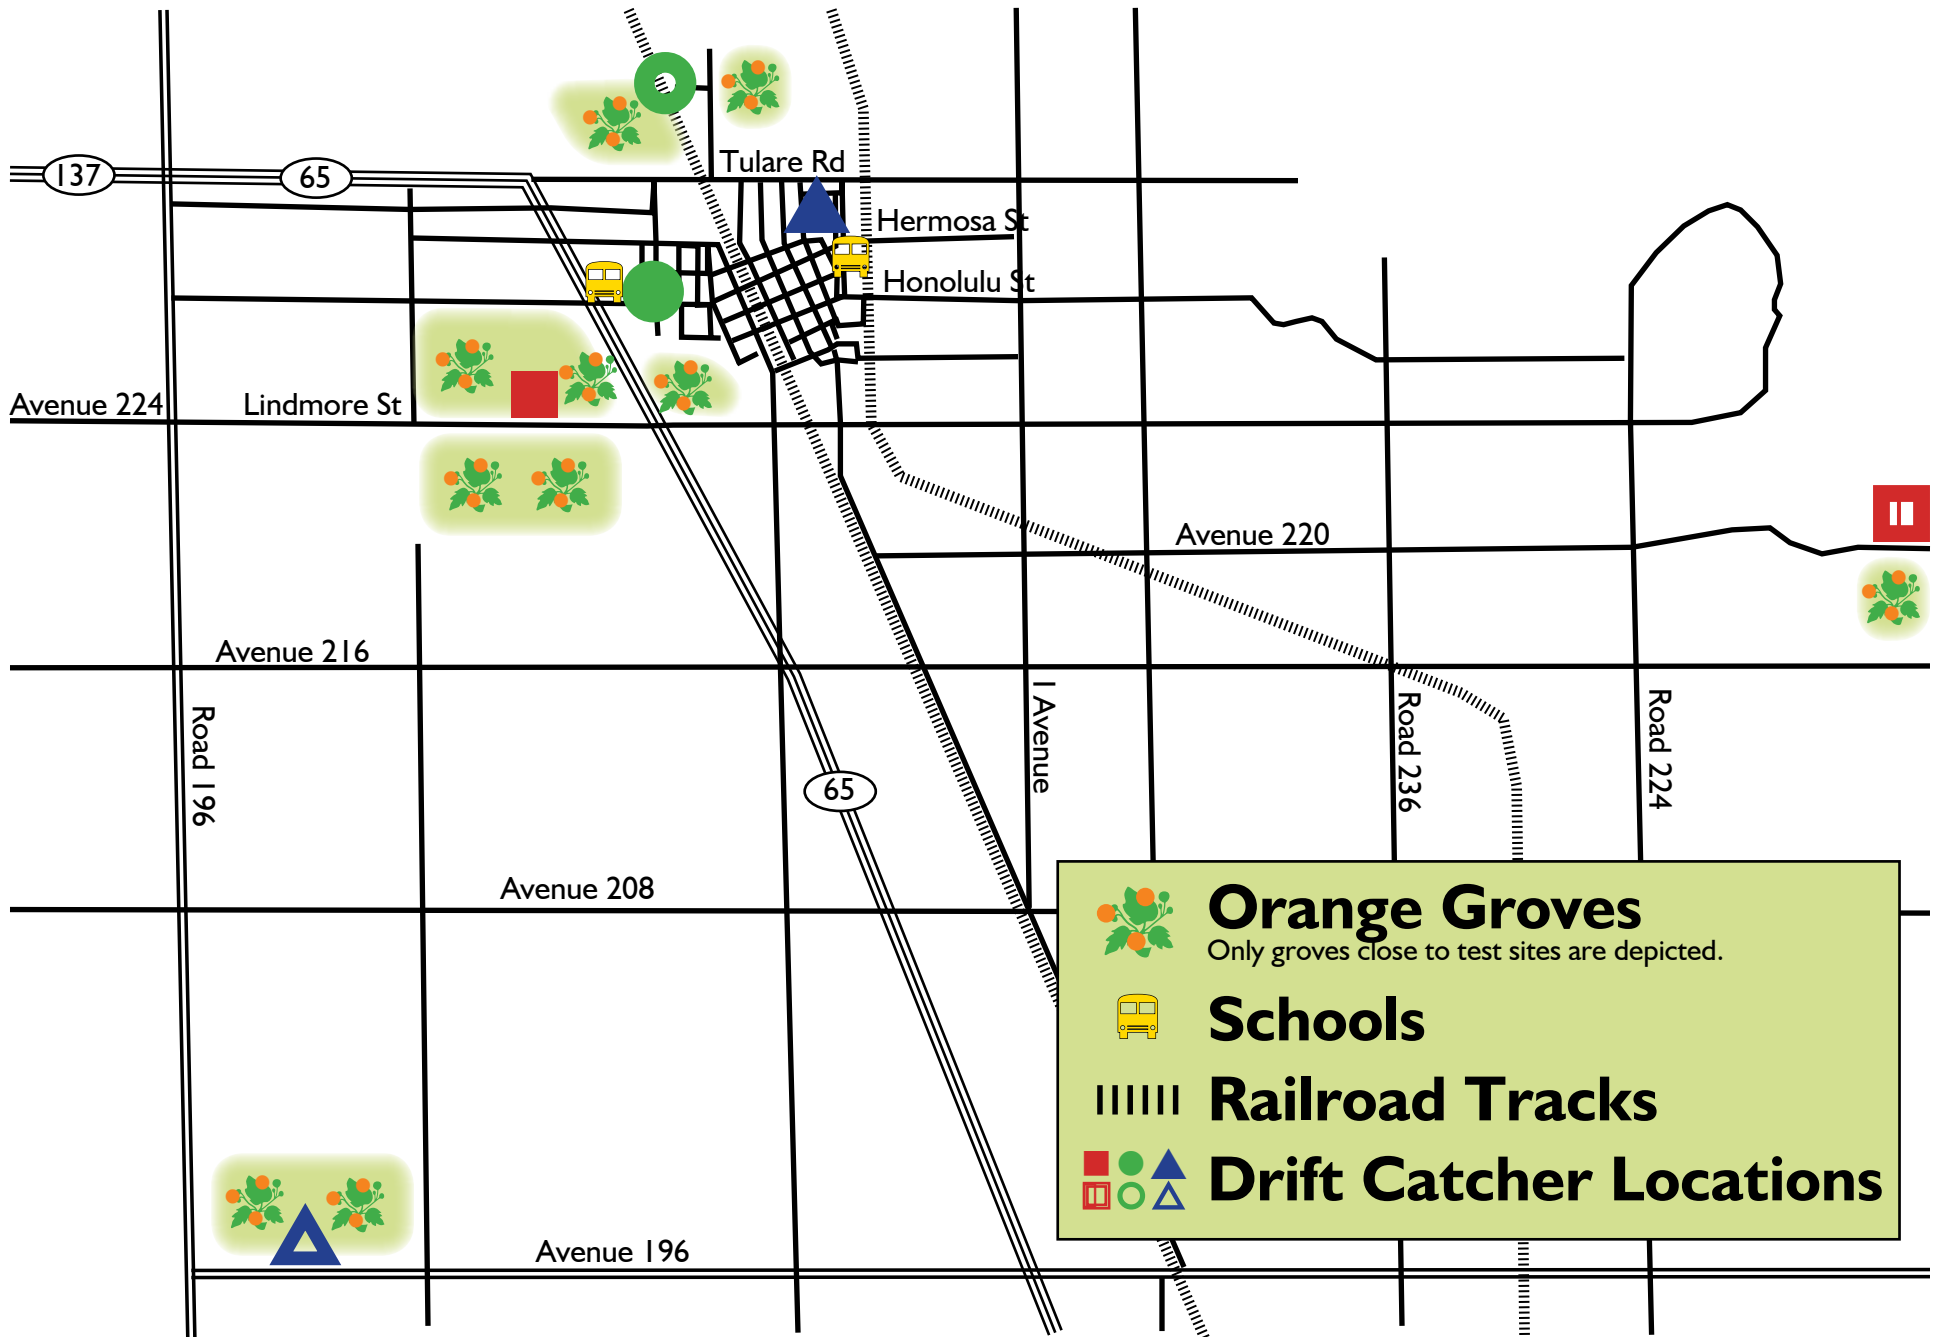 Tulare Rd
137
65
Hermosa St
Honolulu St
Avenue 224
Lindmore St
Avenue 220
Avenue 216
Road 196
I Avenue
Road 236
Road 224
65
Avenue 208
Orange Groves
Only groves close to test sites are depicted.
Schools
Railroad Tracks
Drift Catcher Locations
Avenue 196